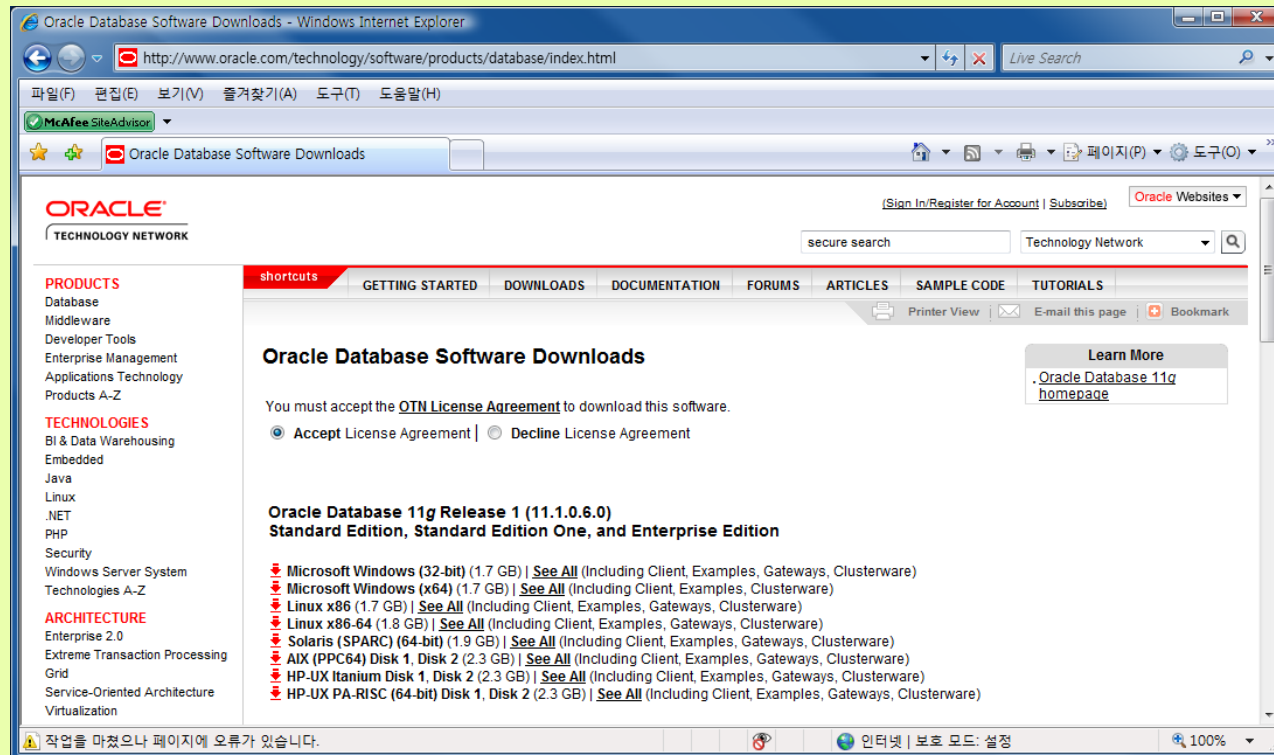 Oracle Database Software Downloads - Windows Internet Explorer
http://www.oracle.com/technology/software/products/database/index.html
Live Search
파일(F) 편집(E) 보기(V) 즐겨찾기(A) 도구(T) 도움말(H)
McAfee SiteAdvisor
Oracle Database Software Downloads
페이지(P) 도구(O)
ORACLE
TECHNOLOGY NETWORK
(Sign In/Register for Account | Subscribe)
Oracle Websites
secure search
Technology Network
shortcuts
GETTING STARTED DOWNLOADS DOCUMENTATION FORUMS ARTICLES SAMPLE CODE TUTORIALS
Printer View | E-mail this page | Bookmark
PRODUCTS
Database
Middleware
Developer Tools
Enterprise Management
Applications Technology
Products A-Z
TECHNOLOGIES
BI & Data Warehousing
Embedded
Java
Linux
.NET
PHP
Security
Windows Server System
Technologies A-Z
ARCHITECTURE
Enterprise 2.0
Extreme Transaction Processing
Grid
Service-Oriented Architecture
Virtualization
Oracle Database Software Downloads
You must accept the OTN License Agreement to download this software.
Accept License Agreement | Decline License Agreement
Learn More
. Oracle Database 11g
homepage
Oracle Database 11g Release 1 (11.1.0.6.0)
Standard Edition, Standard Edition One, and Enterprise Edition
Microsoft Windows (32-bit) (1.7 GB) | See All (Including Client, Examples, Gateways, Clusterware)
Microsoft Windows (x64) (1.7 GB) | See All (Including Client, Examples, Clusterware)
Linux x86 (1.7 GB) | See All (Including Client, Examples, Gateways, Clusterware)
Linux x86-64 (1.8 GB) | See All (Including Client, Examples, Gateways, Clusterware)
Solaris (SPARC) (64-bit) (1.9 GB) | See All (Including Client, Examples, Gateways, Clusterware)
AIX (PPC64) Disk 1, Disk 2 (2.3 GB) | See All (Including Client, Examples, Gateways, Clusterware)
HP-UX Itanium Disk 1, Disk 2 (2.3 GB) | See All (Including Client, Examples, Gateways, Clusterware)
HP-UX PA-RISC (64-bit) Disk 1, Disk 2 (2.3 GB) | See All (Including Client, Examples, Gateways, Clusterware)
작업을 마쳤으나 페이지에 오류가 있습니다.
인터넷 | 보호 모드: 설정
100%